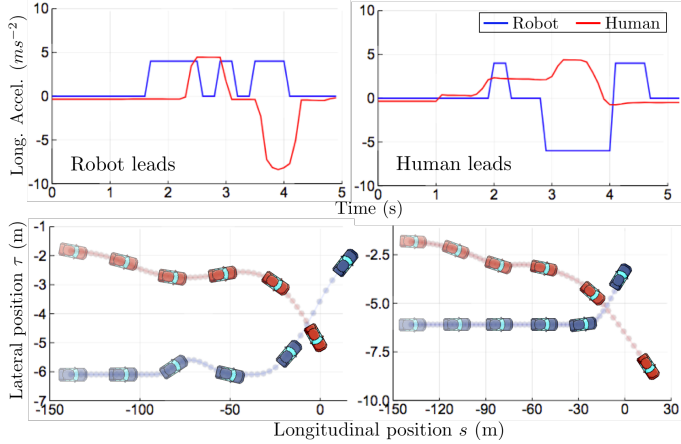 Long. Accel. (ms⁻²)
10
5
0
-5
-10
Robot leads
0 1 2 3 4 5
10
5
0
-5
-10
Robot Human
Human leads
0 1 2 3 4 5
Time (s)
Lateral position τ (m)
-1
-2
-3
-4
-5
-6
-7
-150 -100 -50 0
-2.5
-5.0
-7.5
-10.0
-150 -120 -90 -60 -30 0 30
Longitudinal position s (m)